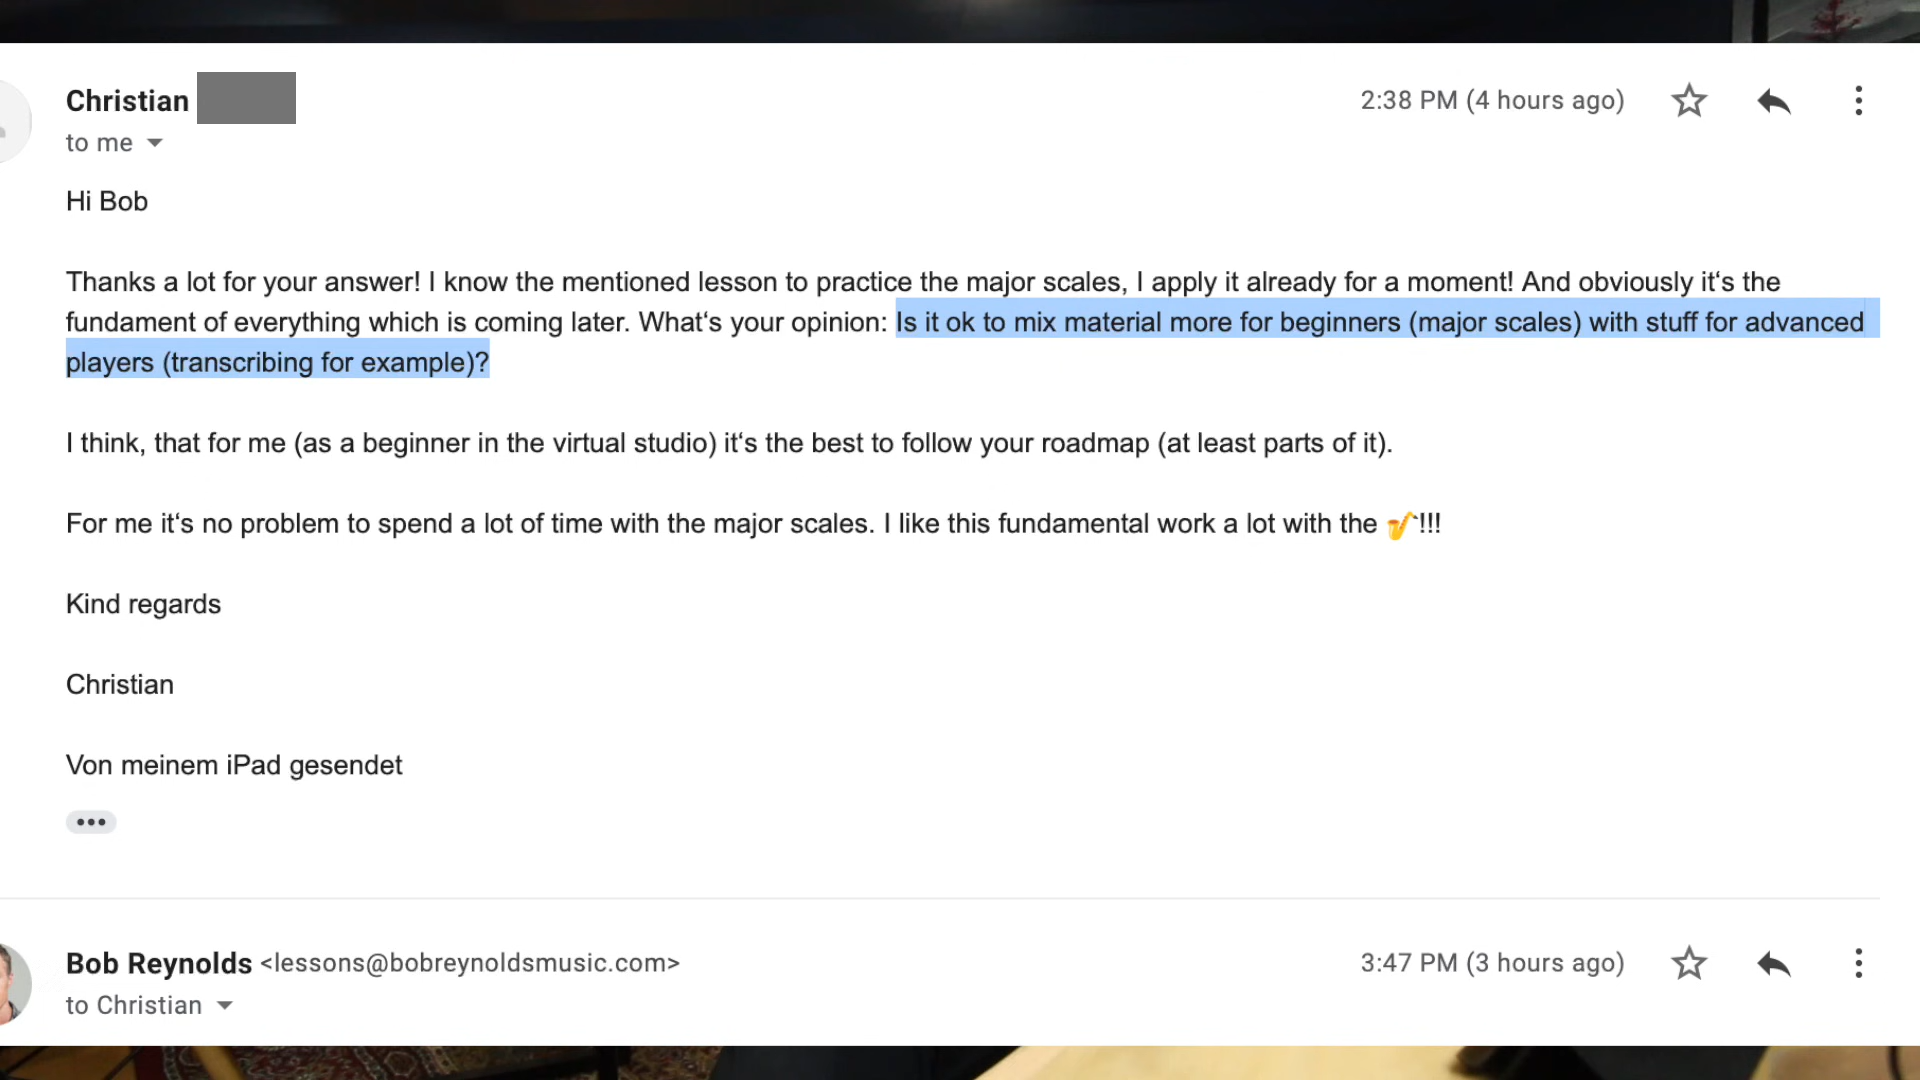 Christian
2:38 PM (4 hours ago)
to me
Hi Bob
Thanks a lot for your answer! I know the mentioned lesson to practice the major scales, I apply it already for a moment! And obviously it‘s the
fundament of everything which is coming later. What‘s your opinion: Is it ok to mix material more for beginners (major scales) with stuff for advanced
players (transcribing for example)?
I think, that for me (as a beginner in the virtual studio) it‘s the best to follow your roadmap (at least parts of it).
For me it‘s no problem to spend a lot of time with the major scales. I like this fundamental work a lot with the 🎷!!!
Kind regards
Christian
Von meinem iPad gesendet
Bob Reynolds <lessons@bobreynoldsmusic.com>
3:47 PM (3 hours ago)
to Christian